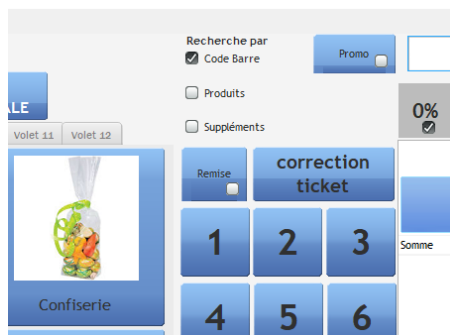 Recherche par
Code Barre
Promo
Produits
ALE
0%
Volet 11
Volet 12
Suppléments
Remise
correction
ticket
1
2
3
Somme
Confiserie
4
5
6